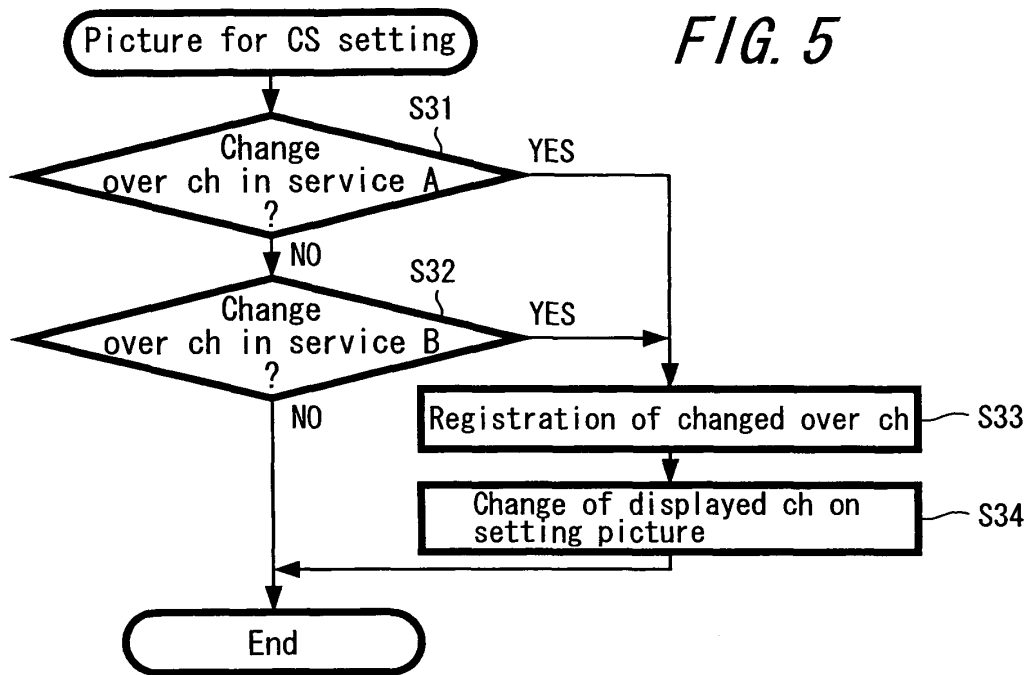 Picture for CS setting
FIG. 5
S31
Change
over ch in service A
?
YES
NO
S32
Change
over ch in service B
?
YES
NO
Registration of changed over ch
S33
Change of displayed ch on
setting picture
S34
End